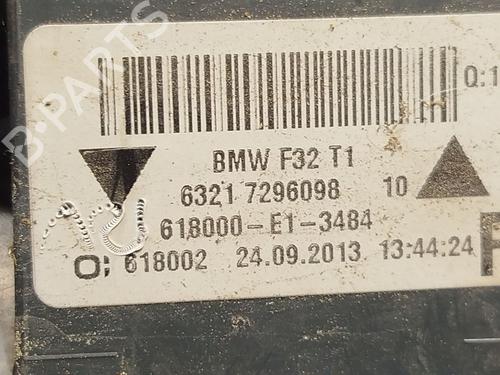 B-PARTS
Q:1
BMW F32 T1
6321 7296098 10
618000-E1-3484
O; 618002 24.09.2013 13:44:24